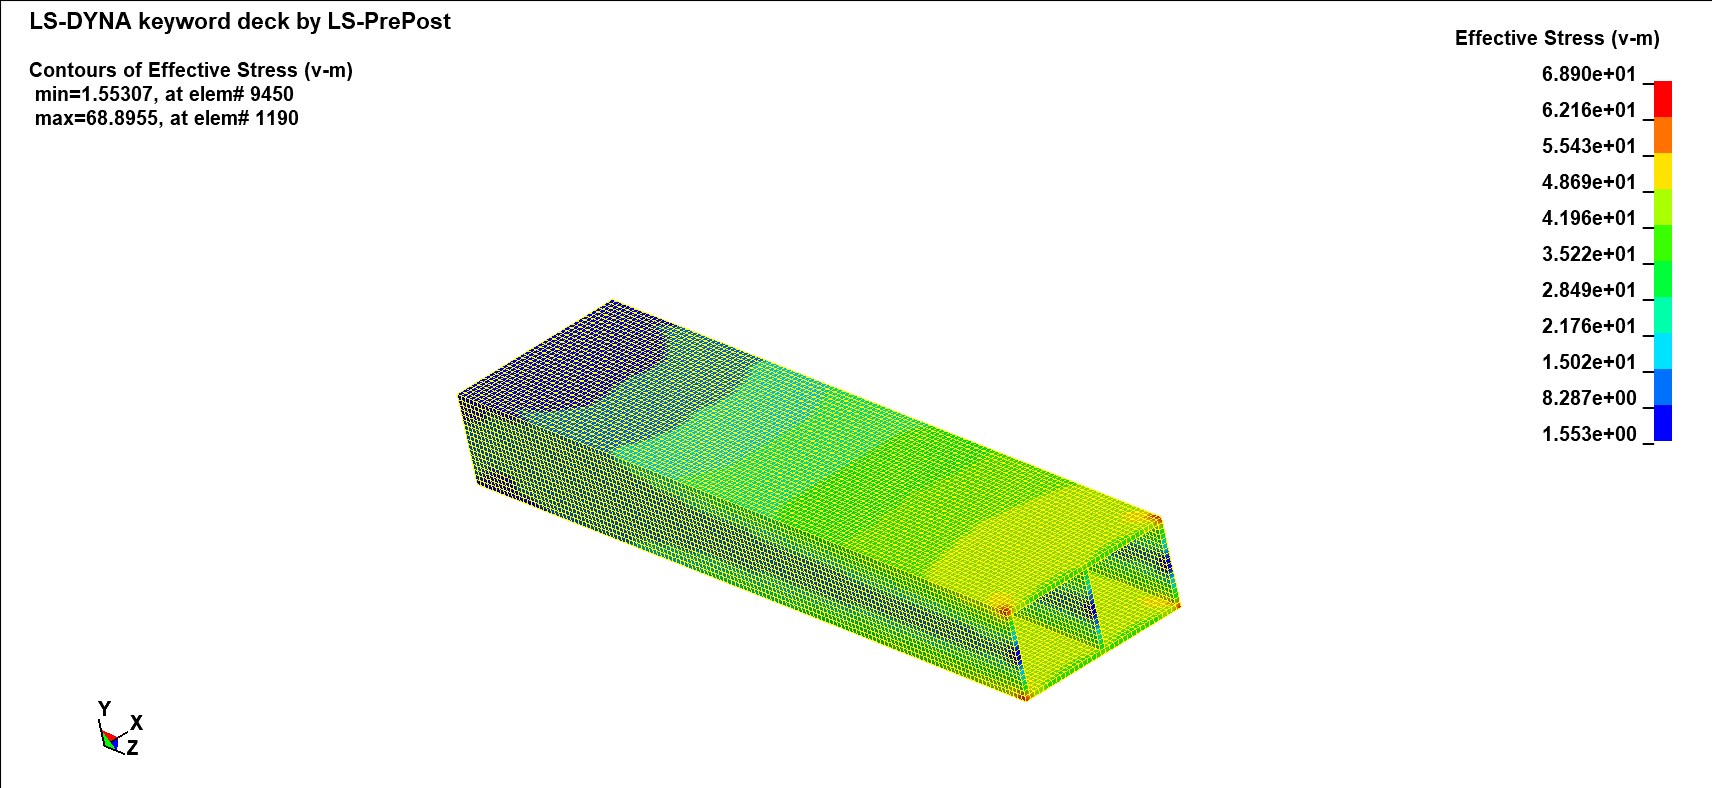 LS-DYNA keyword deck by LS-PrePost
Contours of Effective Stress (v-m)
min=1.55307, at elem# 9450
max=68.8955, at elem# 1190
Effective Stress (v-m)
6.890e+01
6.216e+01
5.543e+01
4.869e+01
4.196e+01
3.522e+01
2.849e+01
2.176e+01
1.502e+01
8.287e+00
1.553e+00
Y
X
Z